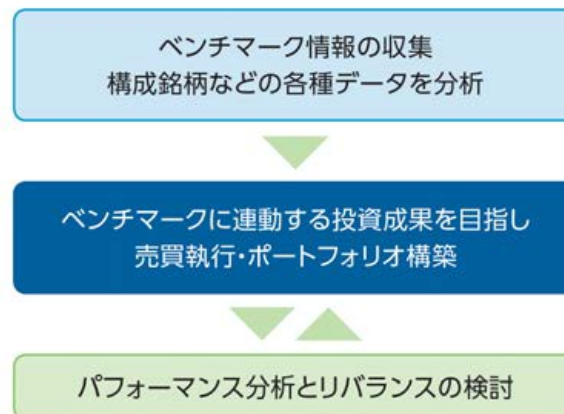 ベンチマーク情報の収集
構成銘柄などの各種データを分析
ベンチマークに連動する投資成果を目指し
売買執行・ポートフォリオ構築
パフォーマンス分析とリバランスの検討